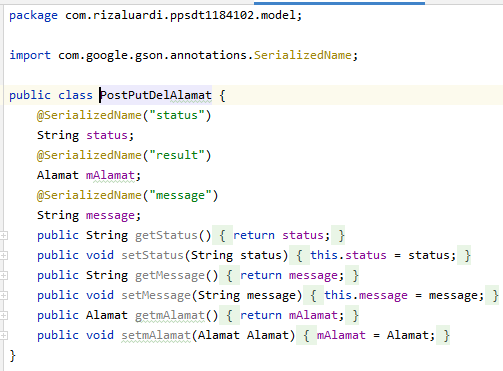 package com.rizaluardi.ppsdt1184102.model;
import com.google.gson.annotations.SerializedName;
public class PostPutDelAlamat {
@SerializedName("status")
String status;
@SerializedName("result")
Alamat mAlamat;
@SerializedName("message")
String message;
public String getStatus() { return status; }
public void setStatus(String status) { this.status = status; }
public String getMessage() { return message; }
public void setMessage(String message) { this.message = message; }
public Alamat getmAlamat() { return mAlamat; }
public void setmAlamat(Alamat Alamat) { mAlamat = Alamat; }
}